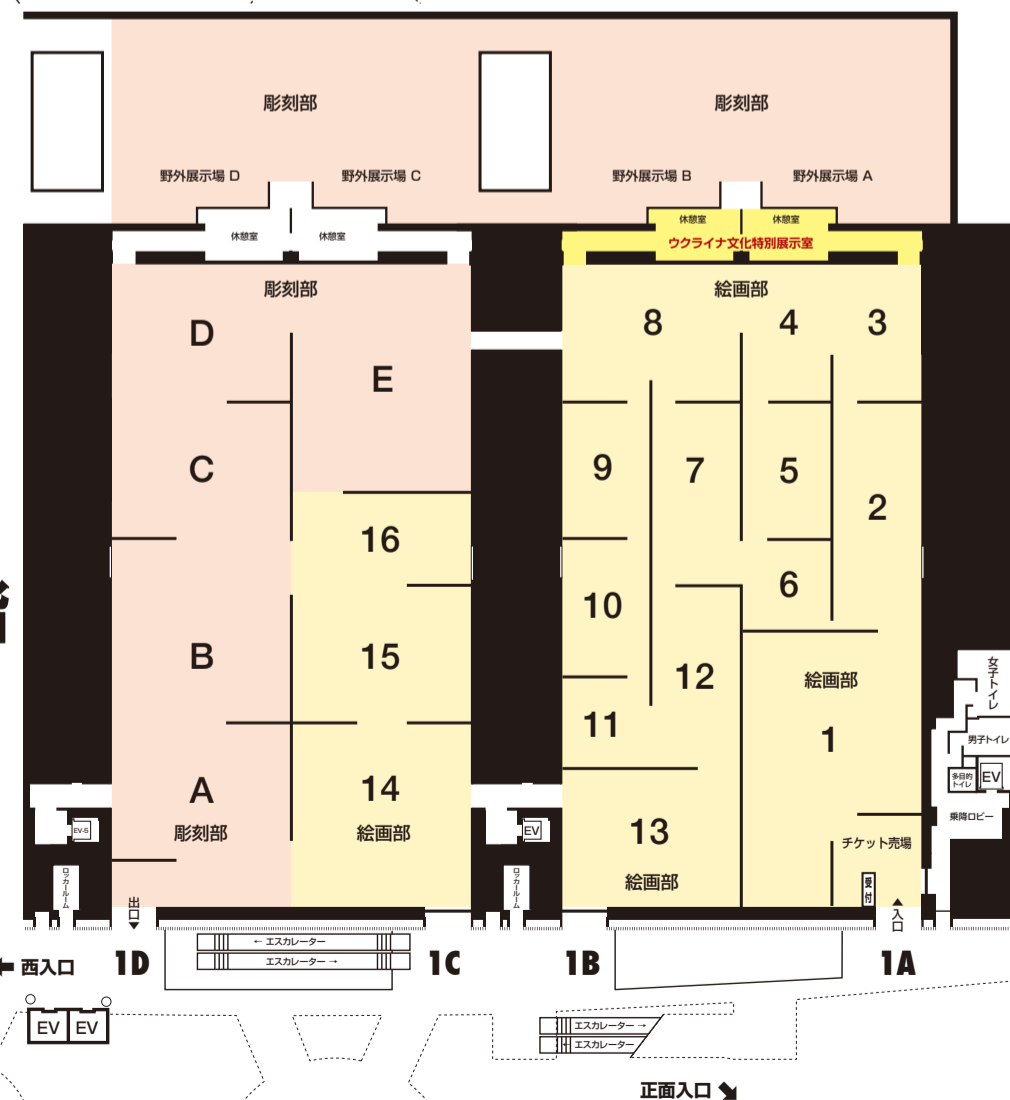 彫刻部
彫刻部
野外展示場 D
野外展示場 C
野外展示場 B
野外展示場 A
休憩室
休憩室
休憩室
休憩室
ウクライナ文化特別展示室
彫刻部
絵画部
D
E
8
4
3
C
9
7
5
2
16
10
6
B
15
12
絵画部
11
1
女子トイレ
男子トイレ
多目的
トイレ
EV
乗降ロビー
A
彫刻部
14
絵画部
13
絵画部
チケット売場
EV-S
EV
ロッカールーム
ロッカールーム
受付
出口
入口
← エスカレーター
エスカレーター →
西入口
1D
1C
1B
1A
EV
EV
エスカレーター →
← エスカレーター
正面入口